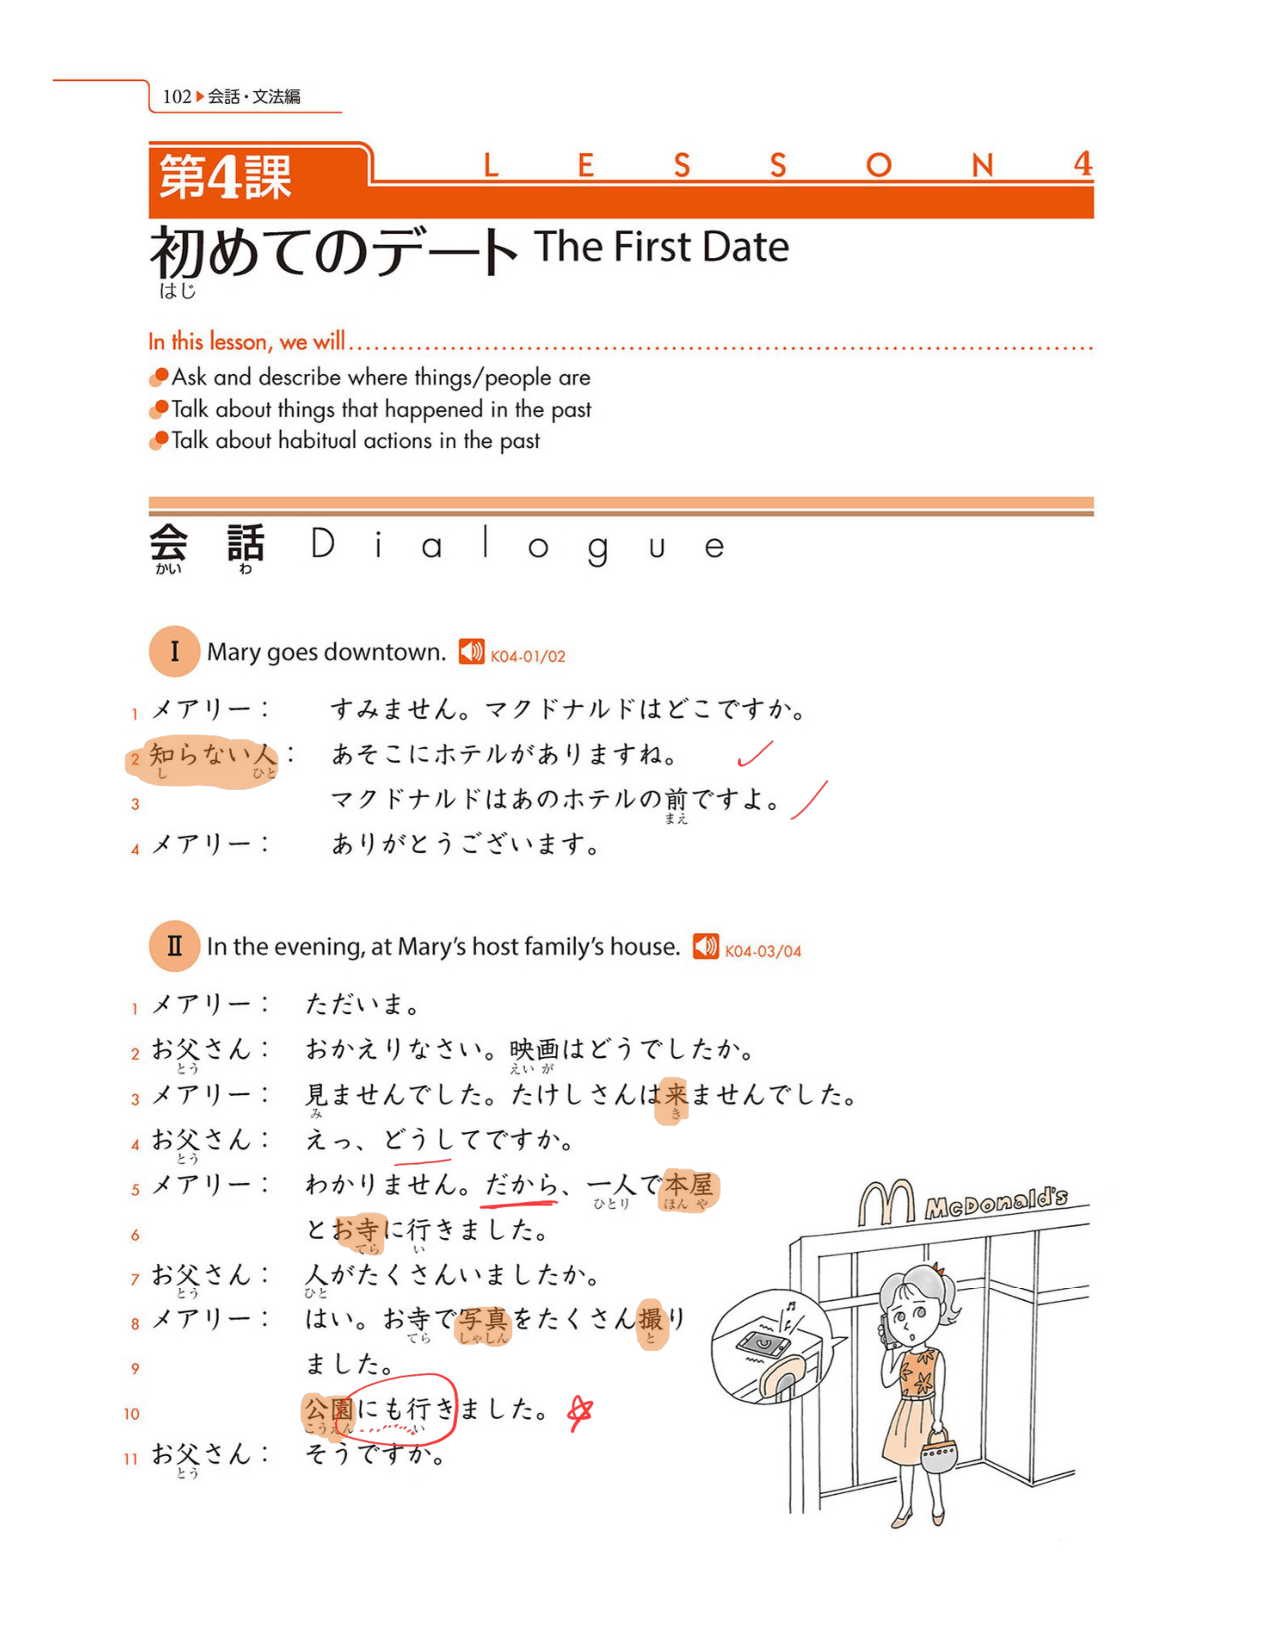 102▶会話・文法編
第4課 LESSON 4
初めてのデート The First Date
はじ
In this lesson, we will
Ask and describe where things/people are
Talk about things that happened in the past
Talk about habitual actions in the past
会話 Dialogue
かい わ
I Mary goes downtown. K04-01/02
1 メアリー： すみません。マクドナルドはどこですか。
2 知らない人： あそこにホテルがありますね。
し ひと
3 マクドナルドはあのホテルの前ですよ。
まえ
4 メアリー： ありがとうございます。
II In the evening, at Mary's host family's house. K04-03/04
1 メアリー： ただいま。
2 お父さん： おかえりなさい。映画はどうでしたか。
とう えい が
3 メアリー： 見ませんでした。たけしさんは来ませんでした。
み き
4 お父さん： えっ、どうしてですか。
とう
5 メアリー： わかりません。だから、一人で本屋
ひとり ほん や
6 とお寺に行きました。
てら い
7 お父さん： 人がたくさんいましたか。
とう ひと
8 メアリー： はい。お寺で写真をたくさん撮り
てら しゃしん と
9 ました。
10 公園にも行きました。
こうえん い
11 お父さん： そうですか。
とう
McDonald's